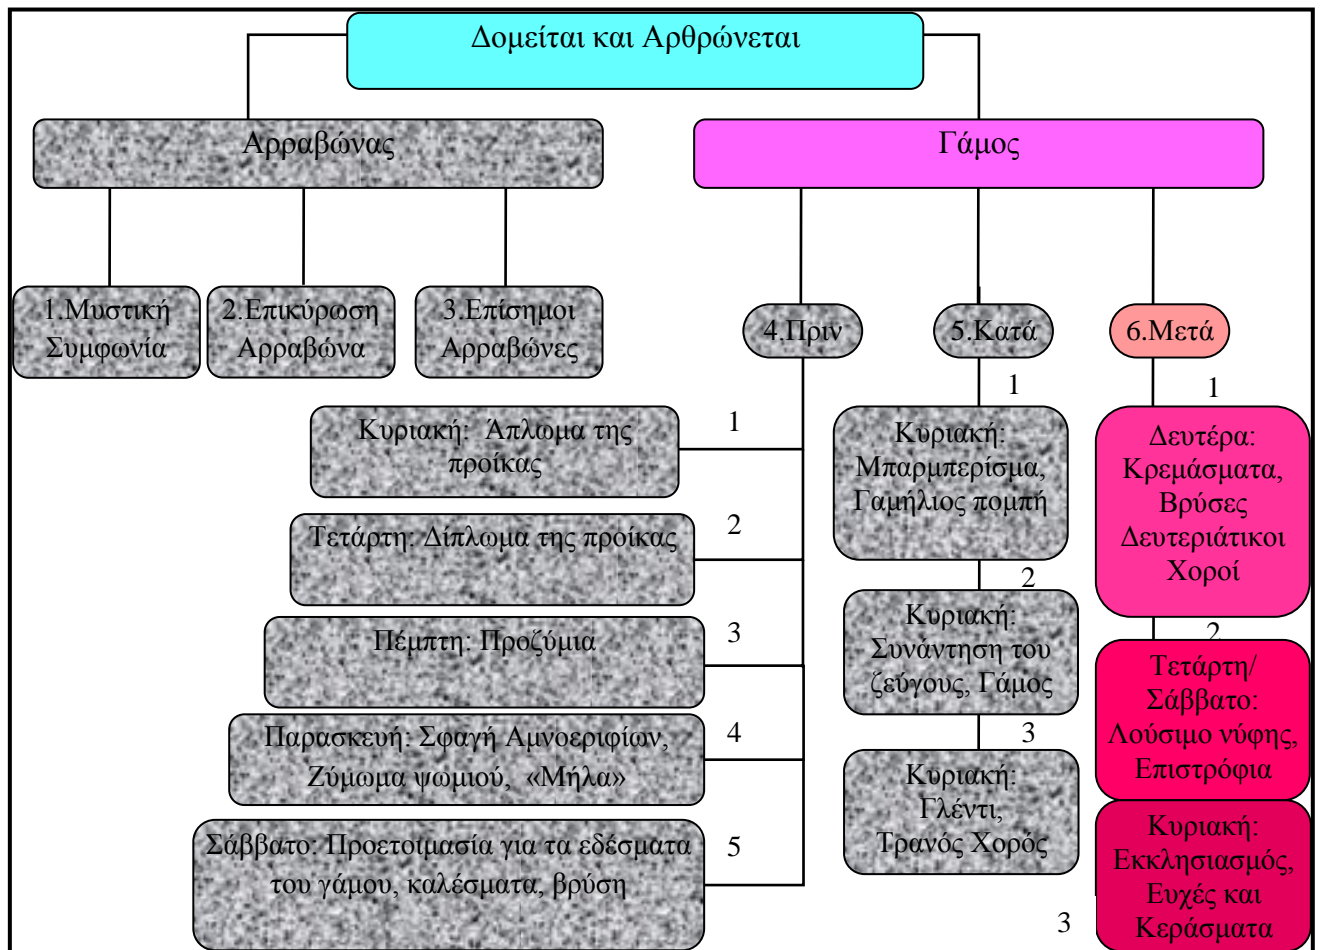 Δομείται και Αρθρώνεται
Αρραβώνας
Γάμος
1.Μυστική
Συμφωνία
2.Επικύρωση
Αρραβώνα
3.Επίσημοι
Αρραβώνες
4.Πριν
5.Κατά
6.Μετά
1
Κυριακή:  Άπλωμα της
προίκας
2
Τετάρτη: Δίπλωμα της προίκας
3
Πέμπτη: Προζύμια
4
Παρασκευή: Σφαγή Αμνοεριφίων,
Ζύμωμα ψωμιού,  «Μήλα»
5
Σάββατο: Προετοιμασία για τα εδέσματα
του γάμου, καλέσματα, βρύση
1
Κυριακή:
Μπαρμπερίσμα,
Γαμήλιος πομπή
2
Κυριακή:
Συνάντηση του
ζεύγους, Γάμος
3
Κυριακή:
Γλέντι,
Τρανός Χορός
1
Δευτέρα:
Κρεμάσματα,
Βρύσες
Δευτεριάτικοι
Χοροί
2
Τετάρτη/
Σάββατο:
Λούσιμο νύφης,
Επιστρόφια
3
Κυριακή:
Εκκλησιασμός,
Ευχές και
Κεράσματα